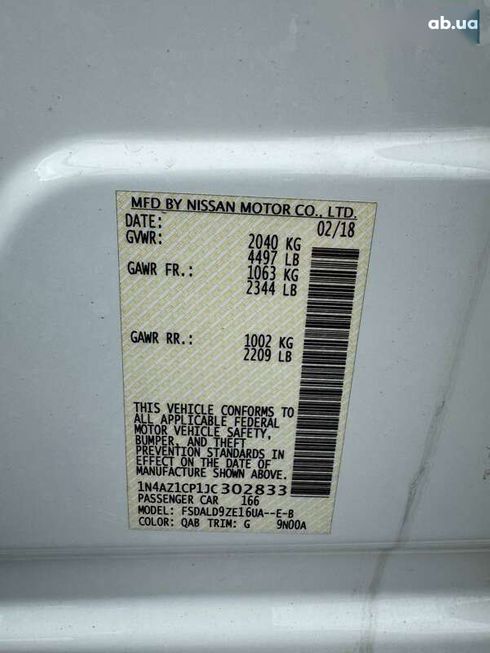 ab.ua
MFD BY NISSAN MOTOR CO., LTD.
DATE: 02/18
GVWR: 2040 KG
4497 LB
GAWR FR.: 1063 KG
2344 LB
GAWR RR.: 1002 KG
2209 LB
THIS VEHICLE CONFORMS TO
ALL APPLICABLE FEDERAL
MOTOR VEHICLE SAFETY,
BUMPER, AND THEFT
PREVENTION STANDARDS IN
EFFECT ON THE DATE OF
MANUFACTURE SHOWN ABOVE.
1N4AZ1CP1JC302833
PASSENGER CAR 166
MODEL: FSDALD9ZE16UA--E-B
COLOR: QAB TRIM: G 9N00A